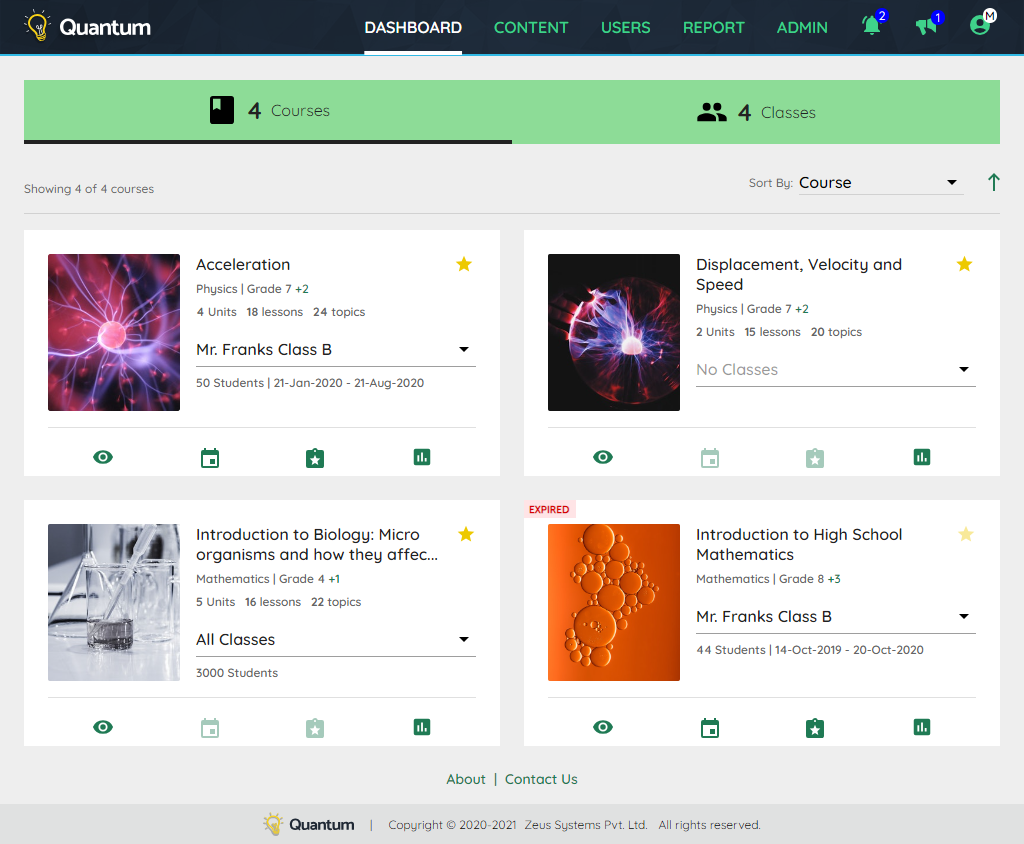 Quantum
DASHBOARD
CONTENT
USERS
REPORT
ADMIN
2
1
M
4 Courses
4 Classes
Showing 4 of 4 courses
Sort By: Course
Acceleration
Physics | Grade 7 +2
4 Units 18 lessons 24 topics
Mr. Franks Class B
50 Students | 21-Jan-2020 - 21-Aug-2020
Displacement, Velocity and
Speed
Physics | Grade 7 +2
2 Units 15 lessons 20 topics
No Classes
Introduction to Biology: Micro
organisms and how they affec...
Mathematics | Grade 4 +1
5 Units 16 lessons 22 topics
All Classes
3000 Students
EXPIRED
Introduction to High School
Mathematics
Mathematics | Grade 8 +3
Mr. Franks Class B
44 Students | 14-Oct-2019 - 20-Oct-2020
About | Contact Us
Quantum | Copyright © 2020-2021 Zeus Systems Pvt. Ltd. All rights reserved.